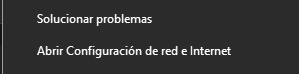 Solucionar problemas
Abrir Configuración de red e Internet